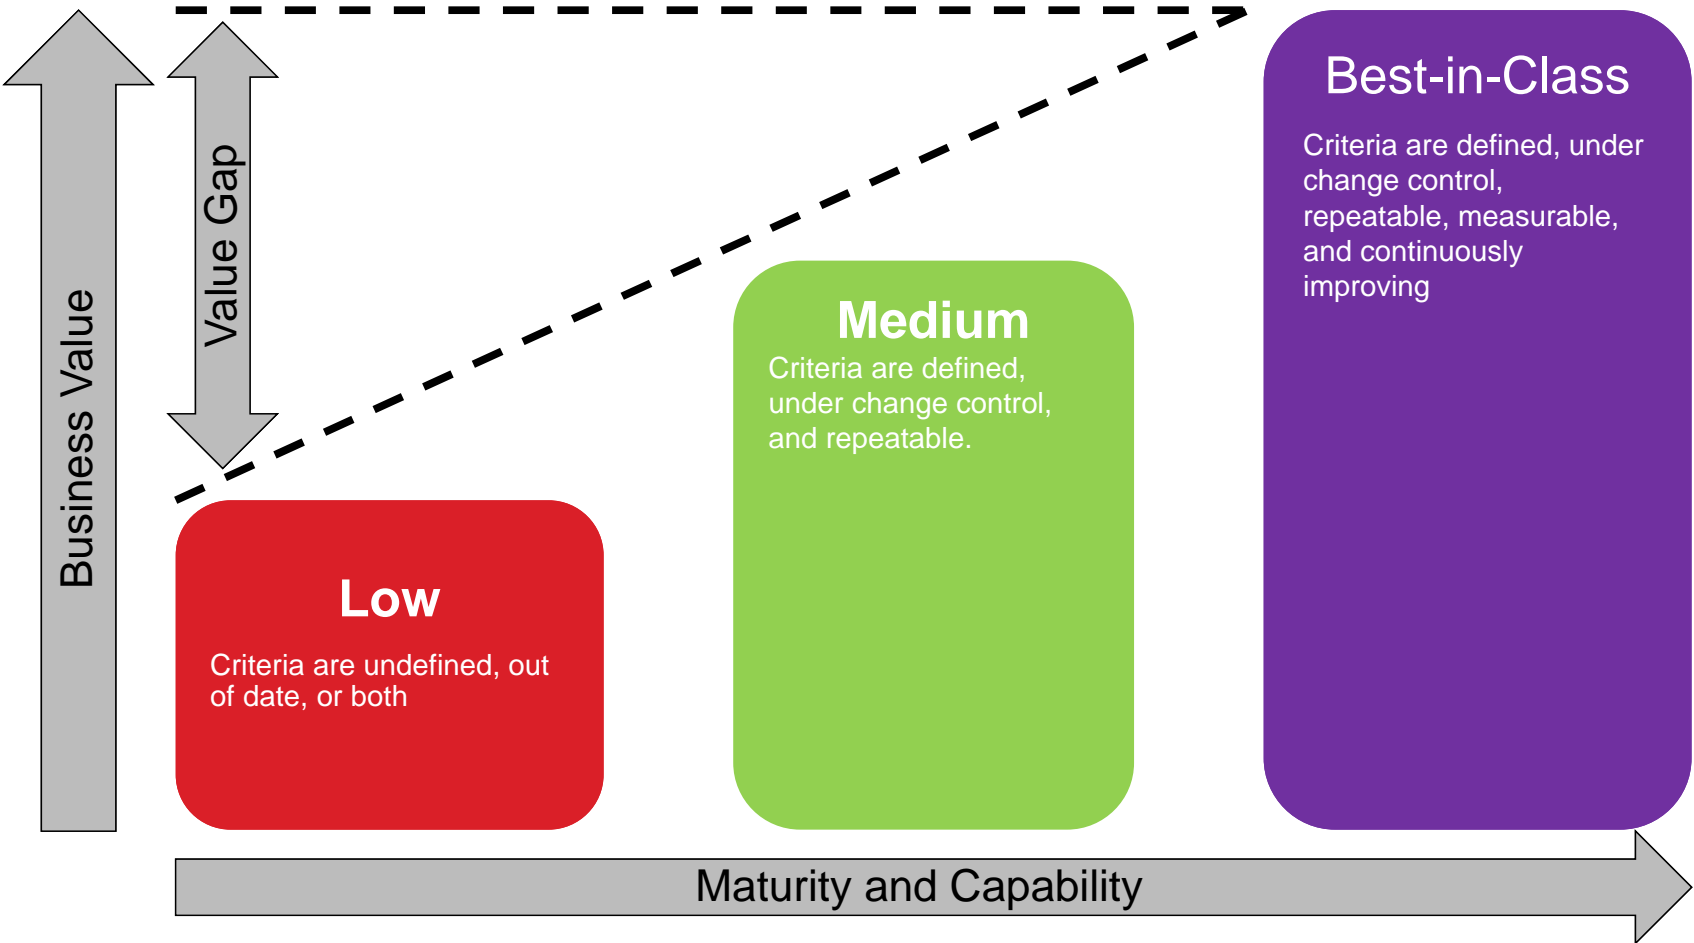 Business Value
Value Gap
Low
Criteria are undefined, out
of date, or both
Medium
Criteria are defined,
under change control,
and repeatable.
Best-in-Class
Criteria are defined, under
change control,
repeatable, measurable,
and continuously
improving
Maturity and Capability